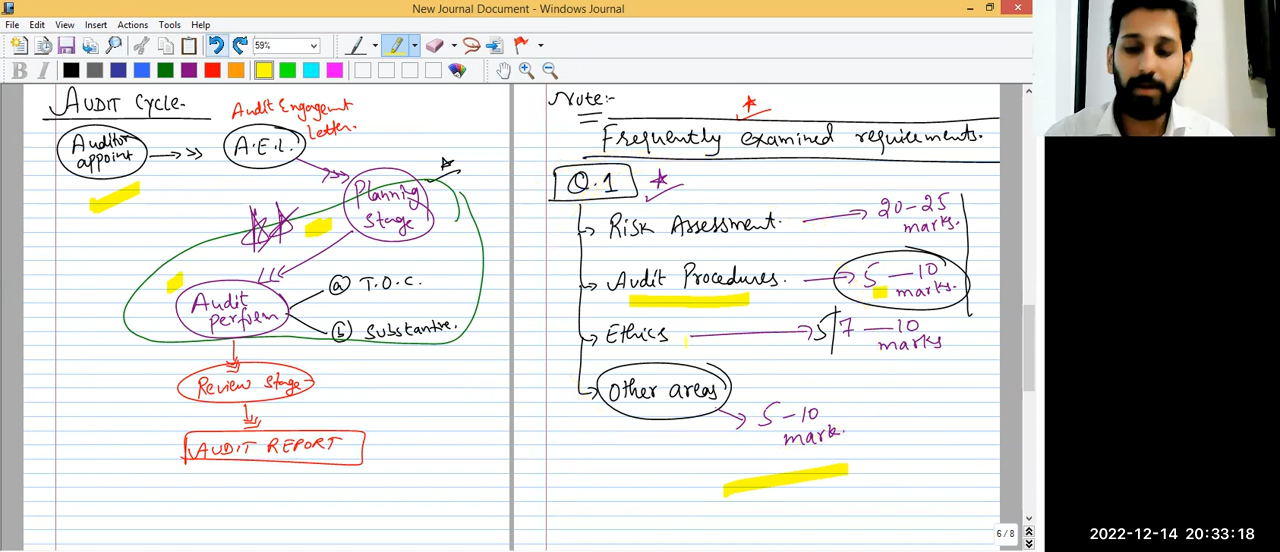 New Journal Document - Windows Journal
File Edit View Insert Actions Tools Help
59%
B I
AUDIT Cycle-
Audit Engagement
Letter.
Auditor
appoint
A.E.L.
Planning
Stage
Audit
perform
(a) T.O.C.
(b) Substantive.
Review Stage
AUDIT REPORT
Note:-
Frequently examined requirements.
Q.1
Risk Assessment. 20-25
marks.
Audit Procedures. 5-10
marks.
Ethics 5/7-10
marks
Other areas
5-10
mark.
6 / 8
2022-12-14 20:33:18